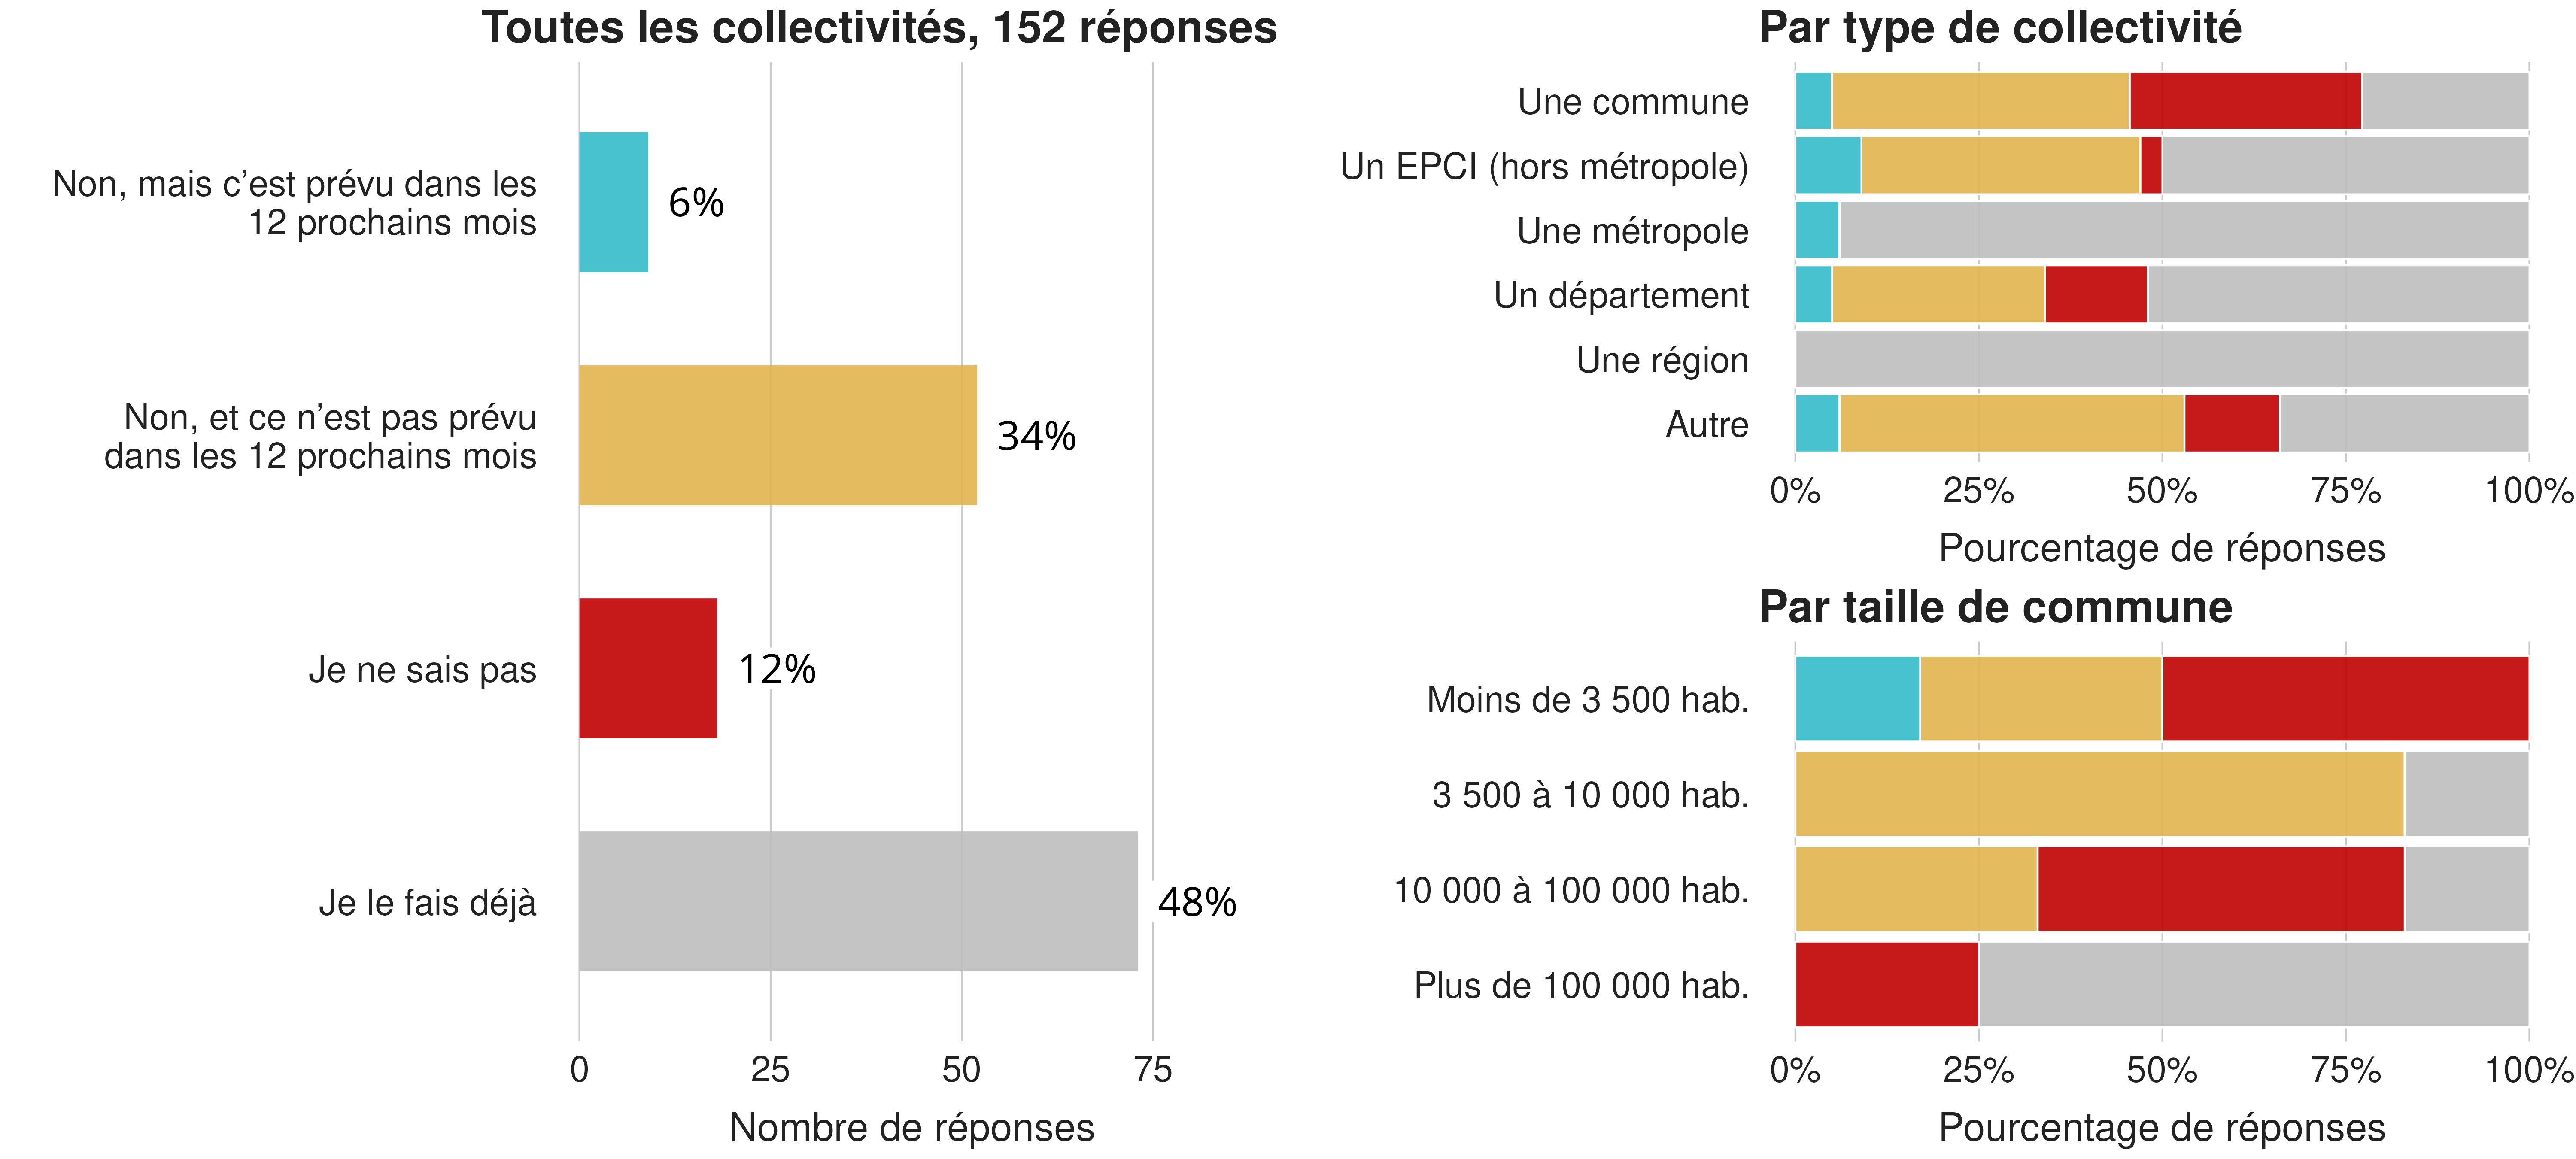 Toutes les collectivités, 152 réponses
Non, mais c’est prévu dans les
12 prochains mois
6%
Non, et ce n’est pas prévu
dans les 12 prochains mois
34%
Je ne sais pas
12%
Je le fais déjà
48%
0 25 50 75
Nombre de réponses
Par type de collectivité
Une commune
Un EPCI (hors métropole)
Une métropole
Un département
Une région
Autre
0% 25% 50% 75% 100%
Pourcentage de réponses
Par taille de commune
Moins de 3 500 hab.
3 500 à 10 000 hab.
10 000 à 100 000 hab.
Plus de 100 000 hab.
0% 25% 50% 75% 100%
Pourcentage de réponses